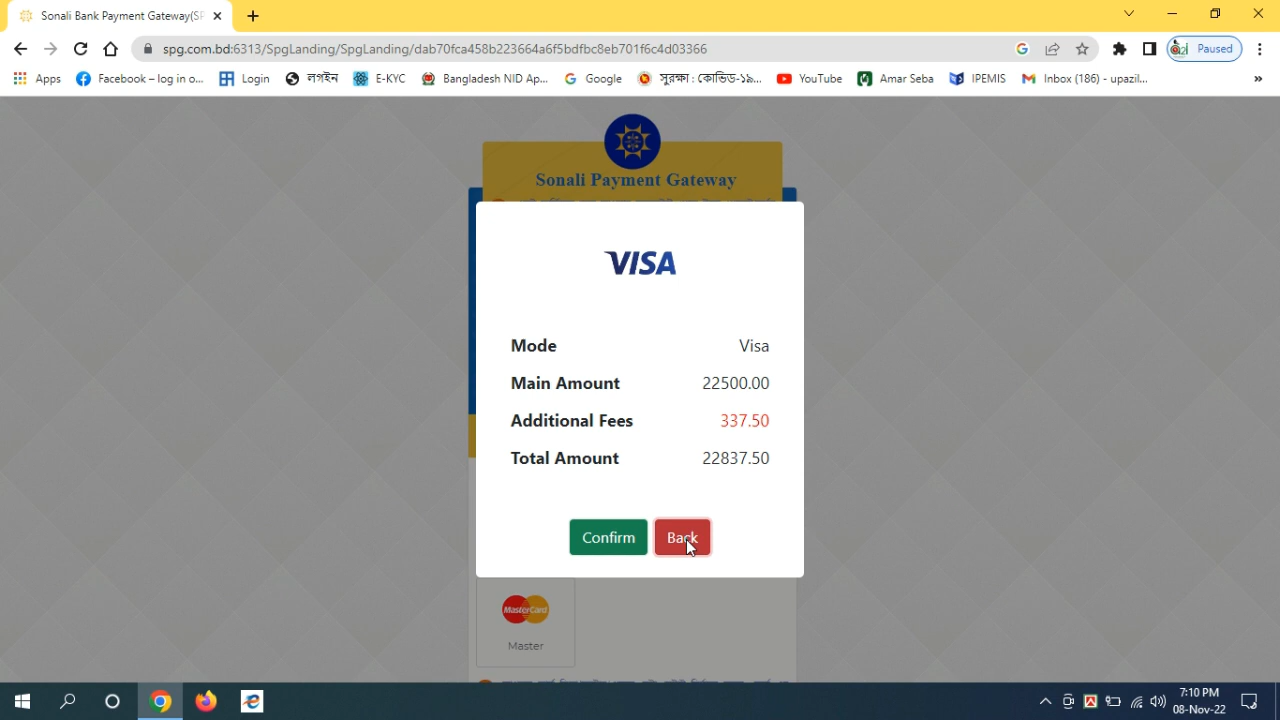 Sonali Bank Payment Gateway(SP
spg.com.bd:6313/SpgLanding/SpgLanding/dab70fca458b223664a6f5bdfbc8eb701f6c4d03366
Paused
Apps Facebook – log in o... Login লগইন E-KYC Bangladesh NID Ap... Google সুরক্ষা : কোভিড-১৯... YouTube Amar Seba IPEMIS Inbox (186) - upazil... »
Sonali Payment Gateway
VISA
Mode Visa
Main Amount 22500.00
Additional Fees 337.50
Total Amount 22837.50
Confirm Back
MasterCard
Master
7:10 PM
08-Nov-22